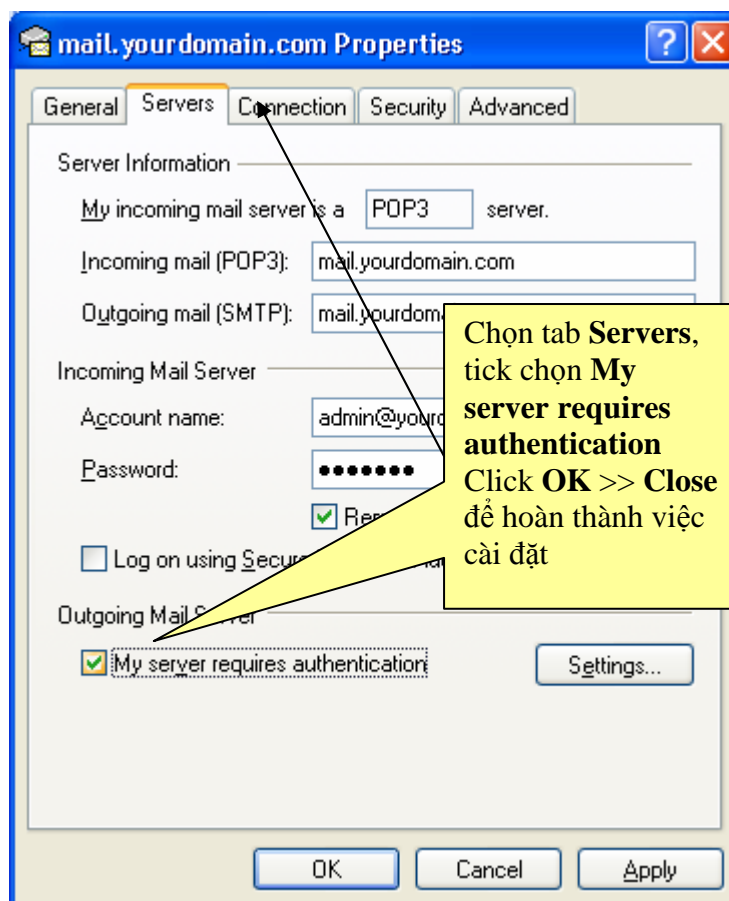 mail.yourdomain.com Properties
General Servers Connection Security Advanced
Server Information
My incoming mail server is a POP3 server.
Incoming mail (POP3): mail.yourdomain.com
Outgoing mail (SMTP):
Chọn tab Servers,
tick chọn My
server requires
authentication
Click OK >> Close
để hoàn thành việc
cài đặt
Incoming Mail Server
Account name:
Password: •••••••
Log on using
Outgoing Mail Server
My server requires authentication
Settings...
OK Cancel Apply